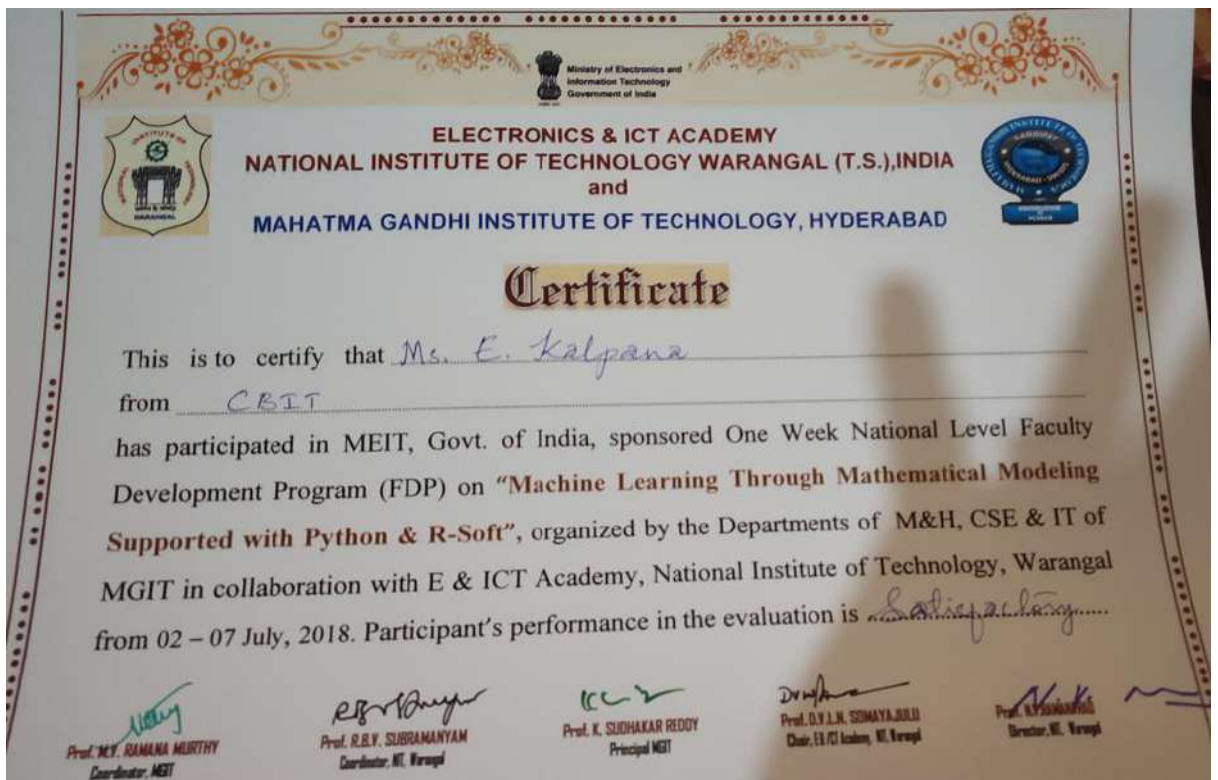 Ministry of Electronics and
Information Technology
Government of India
ELECTRONICS & ICT ACADEMY
NATIONAL INSTITUTE OF TECHNOLOGY WARANGAL (T.S.),INDIA
and
MAHATMA GANDHI INSTITUTE OF TECHNOLOGY, HYDERABAD
WARANGAL
Certificate
This is to certify that Ms. E. Kalpana
from CBIT
has participated in MEIT, Govt. of India, sponsored One Week National Level Faculty
Development Program (FDP) on “Machine Learning Through Mathematical Modeling
Supported with Python & R-Soft”, organized by the Departments of M&H, CSE & IT of
MGIT in collaboration with E & ICT Academy, National Institute of Technology, Warangal
from 02 – 07 July, 2018. Participant's performance in the evaluation is Satisfactory
Prof. M.V. RAMANA MURTHY
Coordinator, MGIT
Prof. R.B.V. SUBRAMANYAM
Coordinator, NIT, Warangal
Prof. K. SUDHAKAR REDDY
Principal MGIT
Prof. D.V.L.N. SOMAYAJULU
Chair, E & ICT Academy, NIT, Warangal
Director, NIT, Warangal